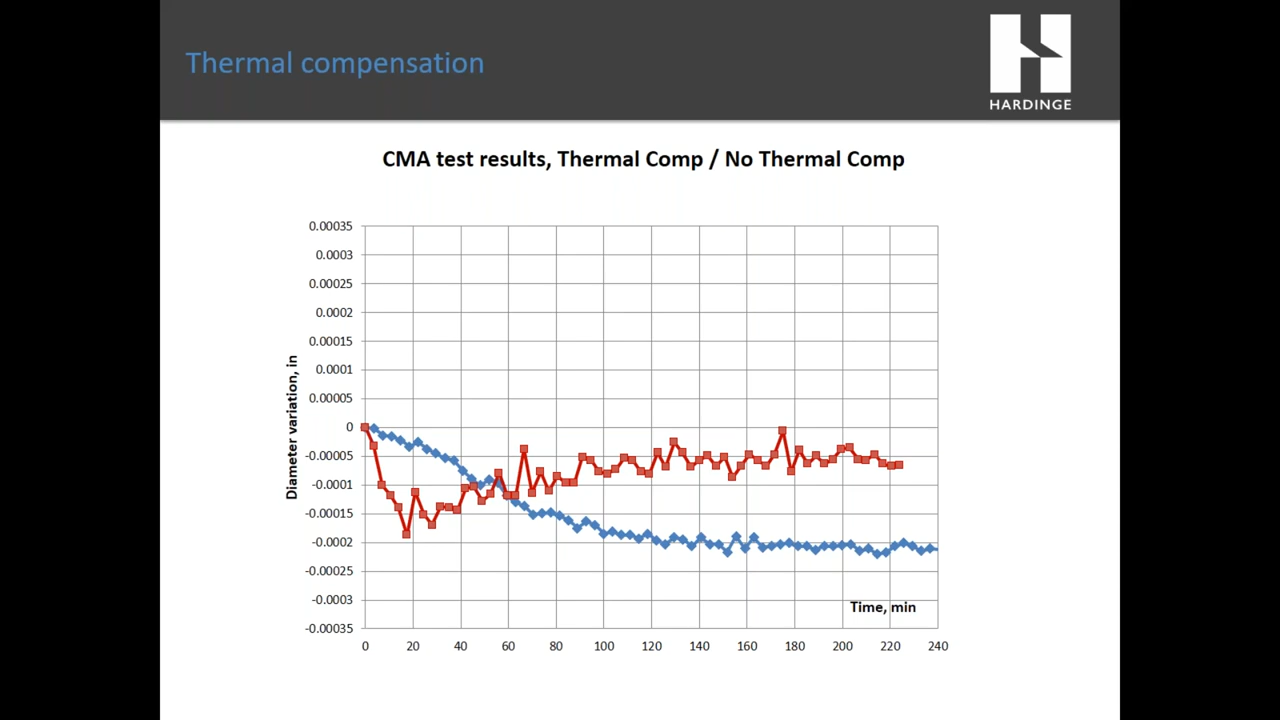 Thermal compensation
HARDINGE
CMA test results, Thermal Comp / No Thermal Comp
0.00035
0.0003
0.00025
0.0002
0.00015
0.0001
0.00005
0
-0.00005
-0.0001
-0.00015
-0.0002
-0.00025
-0.0003
-0.00035
Diameter variation, in
Time, min
0 20 40 60 80 100 120 140 160 180 200 220 240